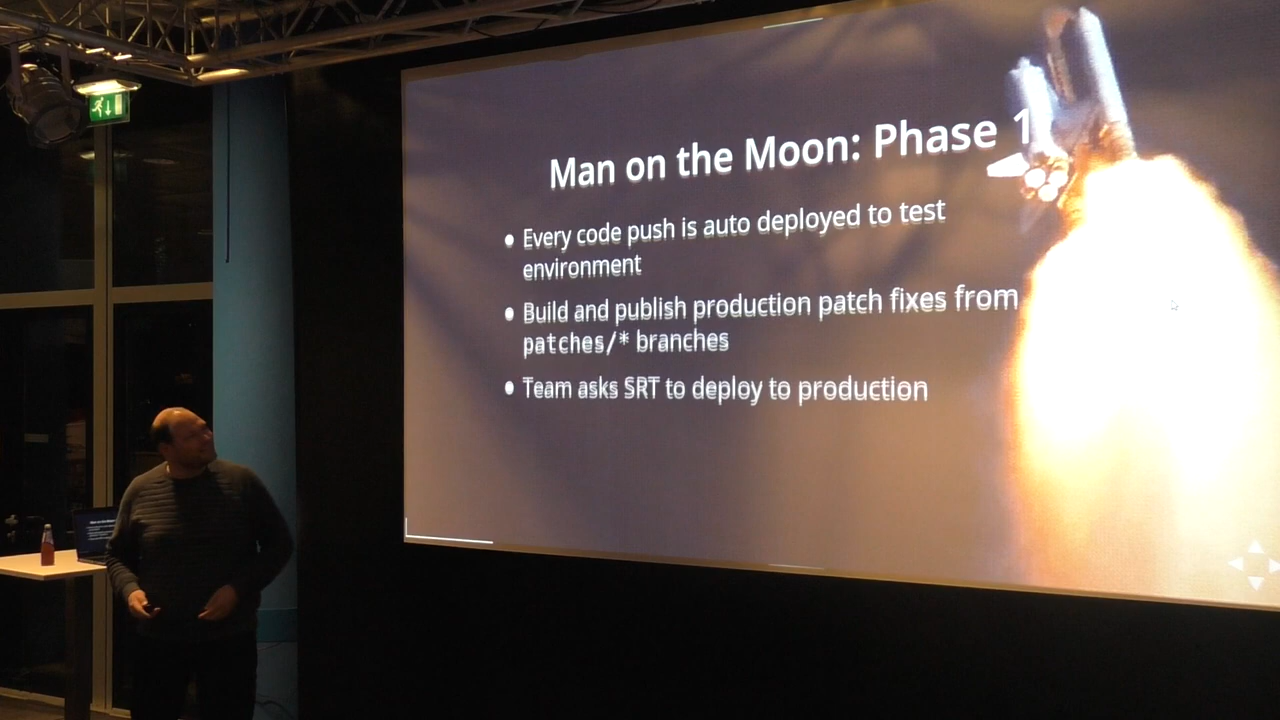 Man on the Moon: Phase 1
• Every code push is auto deployed to test
environment
• Build and publish production patch fixes from
patches/* branches
• Team asks SRT to deploy to production